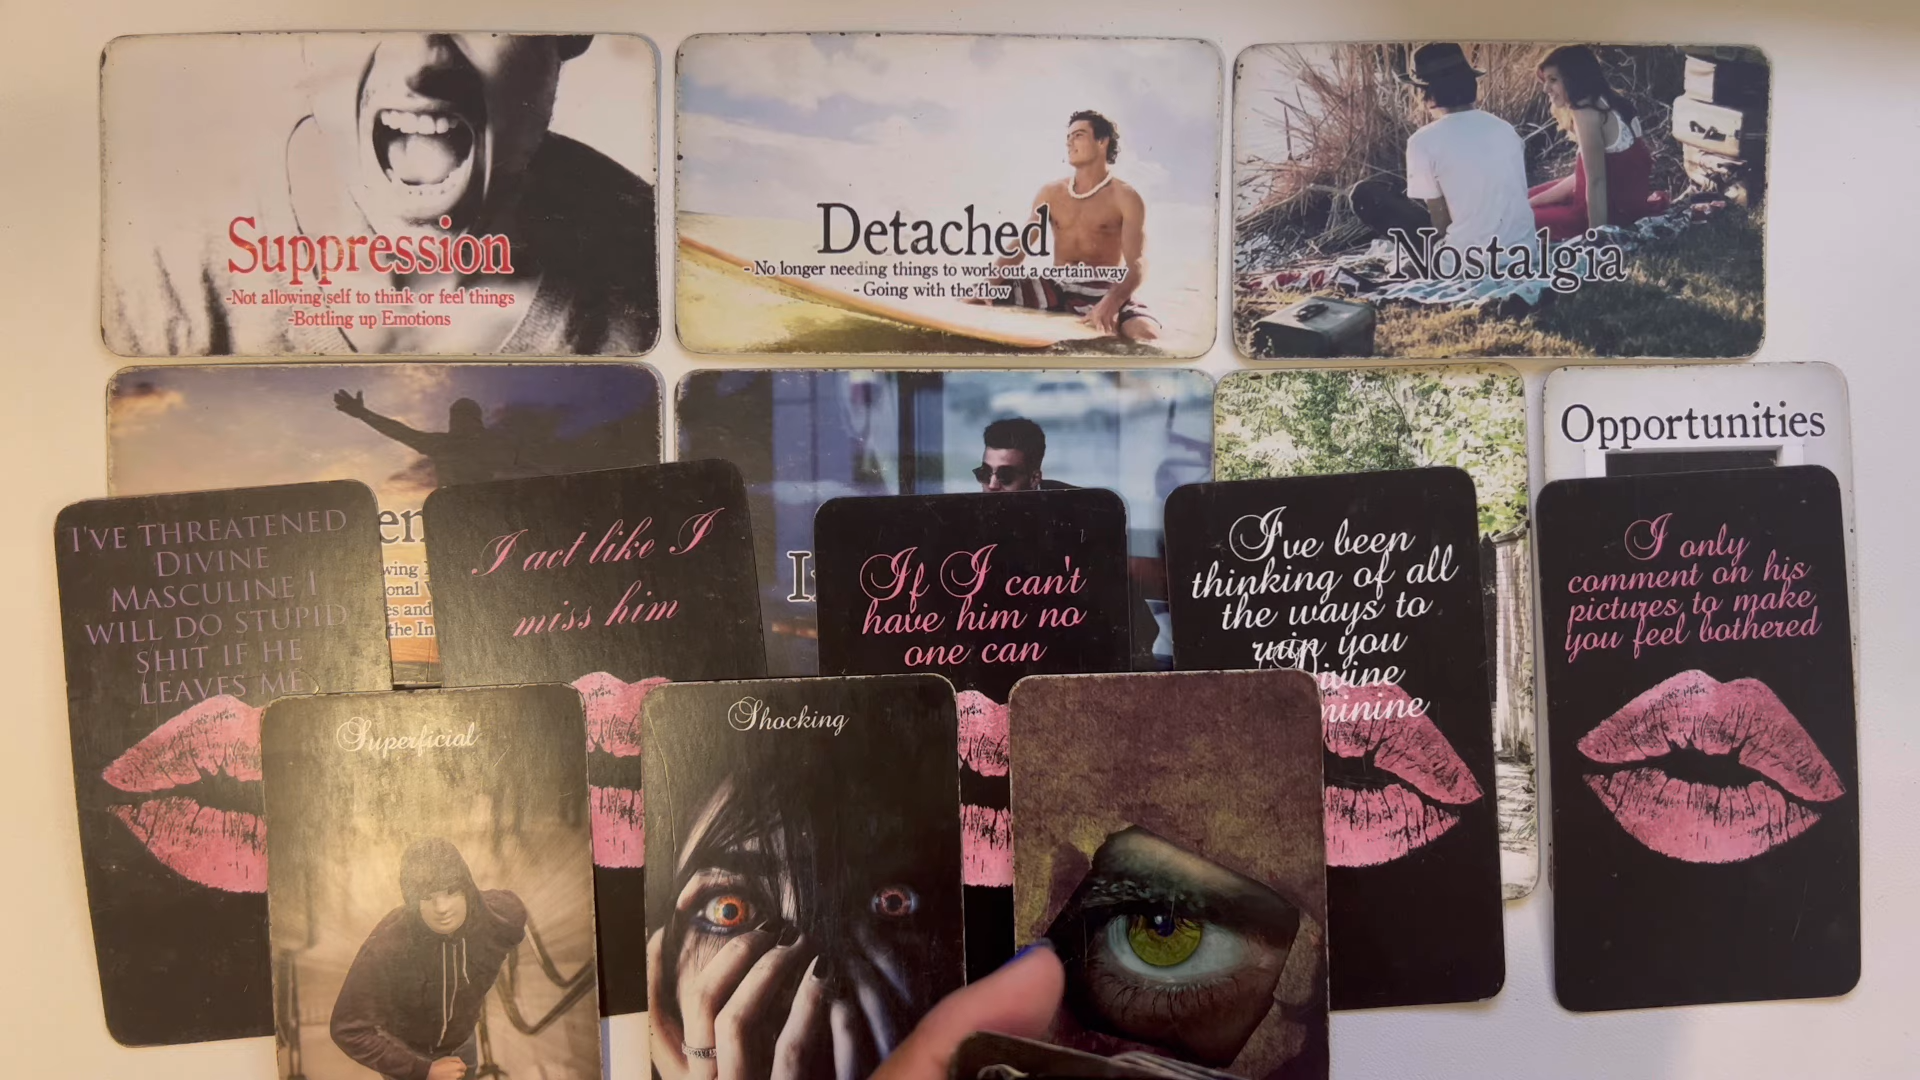 Suppression
-Not allowing self to think or feel things
-Bottling up Emotions
Detached
- No longer needing things to work out a certain way
- Going with the flow
Nostalgia
Opportunities
I'VE THREATENED
DIVINE
MASCULINE I
WILL DO STUPID
SHIT IF HE
LEAVES ME
the In
I act like I
miss him
If I can't
have him no
one can
I've been
thinking of all
the ways to
ruin you
I only
comment on his
pictures to make
you feel bothered
Superficial
Shocking